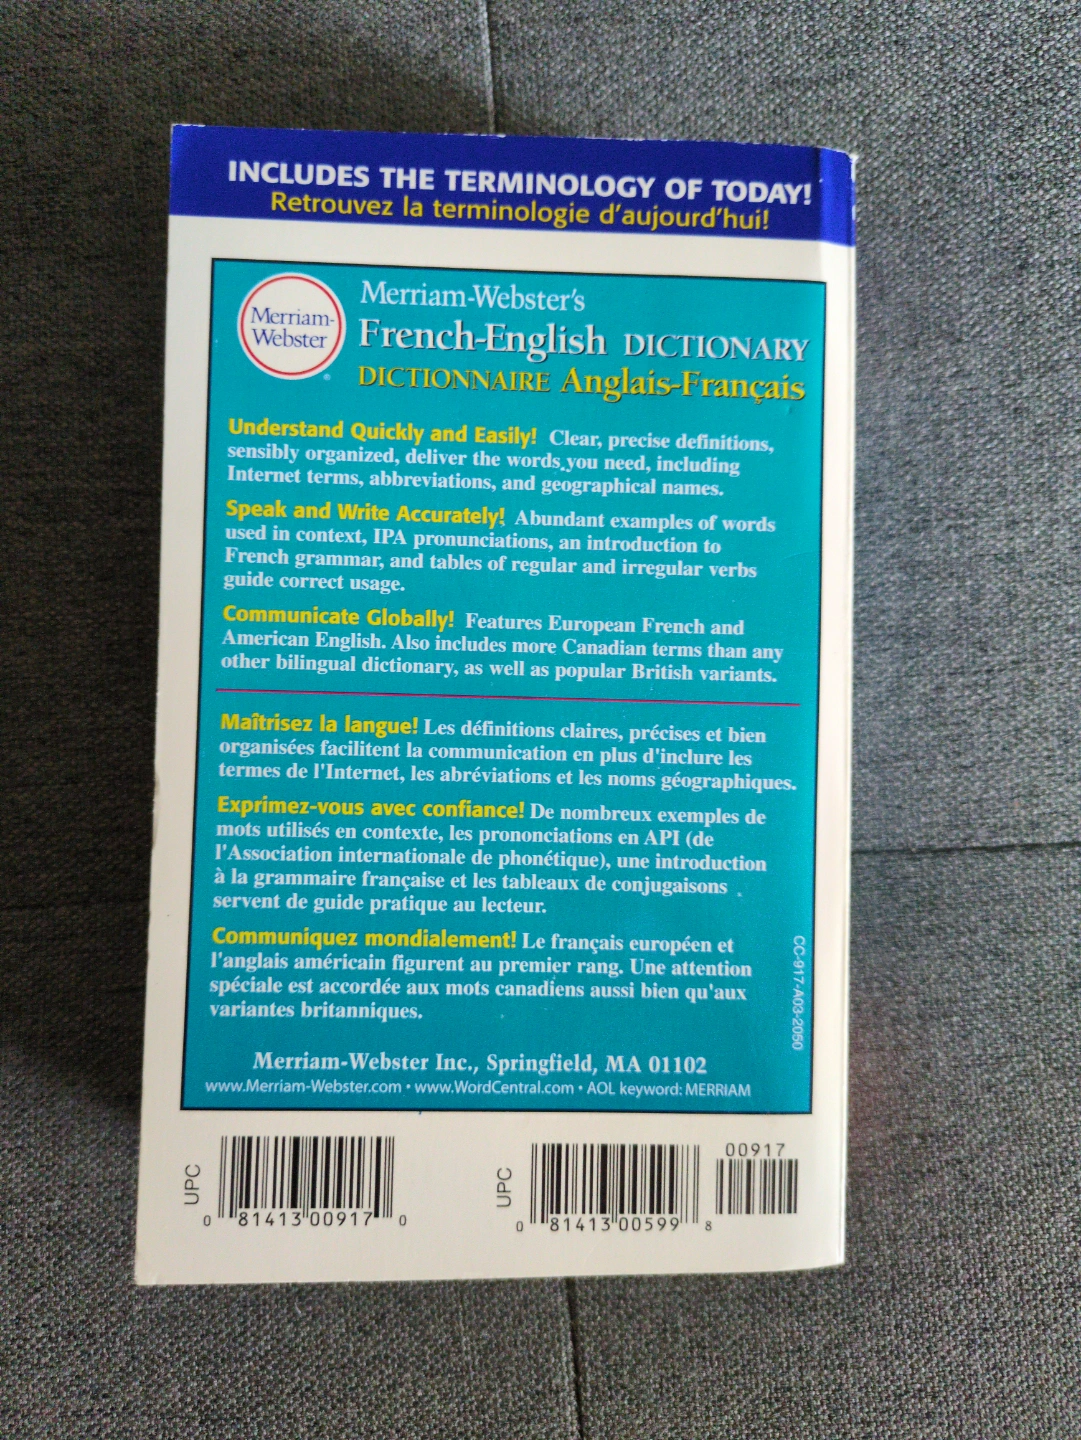 INCLUDES THE TERMINOLOGY OF TODAY!
Retrouvez la terminologie d'aujourd'hui!
Merriam-
Webster
®
Merriam-Webster's
French-English DICTIONARY
DICTIONNAIRE Anglais-Français
Understand Quickly and Easily! Clear, precise definitions,
sensibly organized, deliver the words you need, including
Internet terms, abbreviations, and geographical names.
Speak and Write Accurately! Abundant examples of words
used in context, IPA pronunciations, an introduction to
French grammar, and tables of regular and irregular verbs
guide correct usage.
Communicate Globally! Features European French and
American English. Also includes more Canadian terms than any
other bilingual dictionary, as well as popular British variants.
Maîtrisez la langue! Les définitions claires, précises et bien
organisées facilitent la communication en plus d'inclure les
termes de l'Internet, les abréviations et les noms géographiques.
Exprimez-vous avec confiance! De nombreux exemples de
mots utilisés en contexte, les prononciations en API (de
l'Association internationale de phonétique), une introduction
à la grammaire française et les tableaux de conjugaisons
servent de guide pratique au lecteur.
Communiquez mondialement! Le français européen et
l'anglais américain figurent au premier rang. Une attention
spéciale est accordée aux mots canadiens aussi bien qu'aux
variantes britanniques.
CC-917-A03-2050
Merriam-Webster Inc., Springfield, MA 01102
www.Merriam-Webster.com • www.WordCentral.com • AOL keyword: MERRIAM
UPC
0 81413 00917 0
UPC
0 81413 00599 8
00917